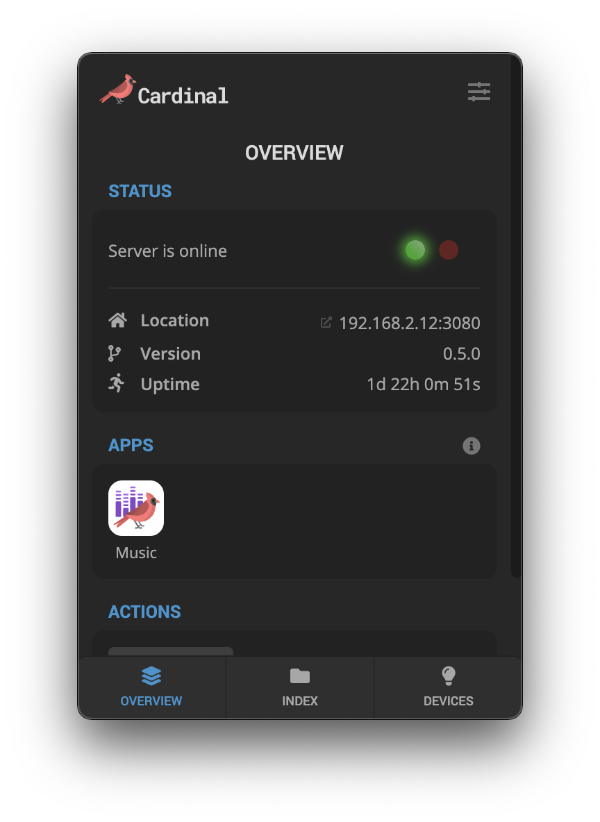 Cardinal
OVERVIEW
STATUS
Server is online
Location 192.168.2.12:3080
Version 0.5.0
Uptime 1d 22h 0m 51s
APPS
Music
ACTIONS
OVERVIEW INDEX DEVICES